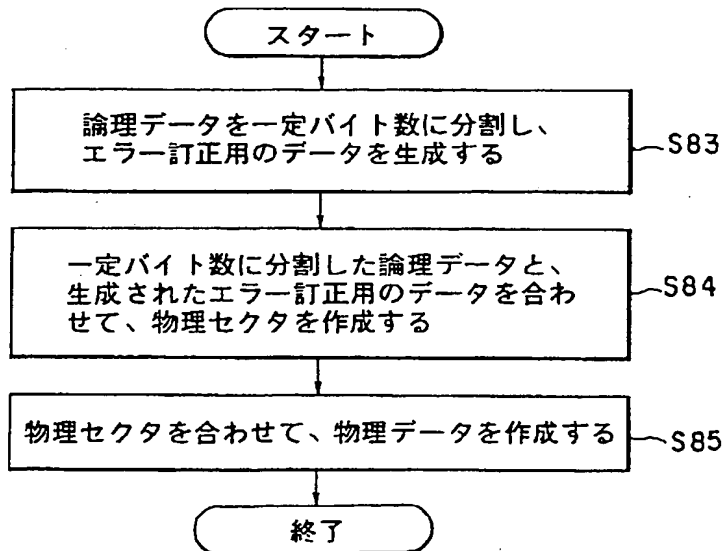 スタート
論理データを一定バイト数に分割し、
エラー訂正用のデータを生成する
S83
一定バイト数に分割した論理データと、
生成されたエラー訂正用のデータを合わ
せて、物理セクタを作成する
S84
物理セクタを合わせて、物理データを作成する
S85
終了